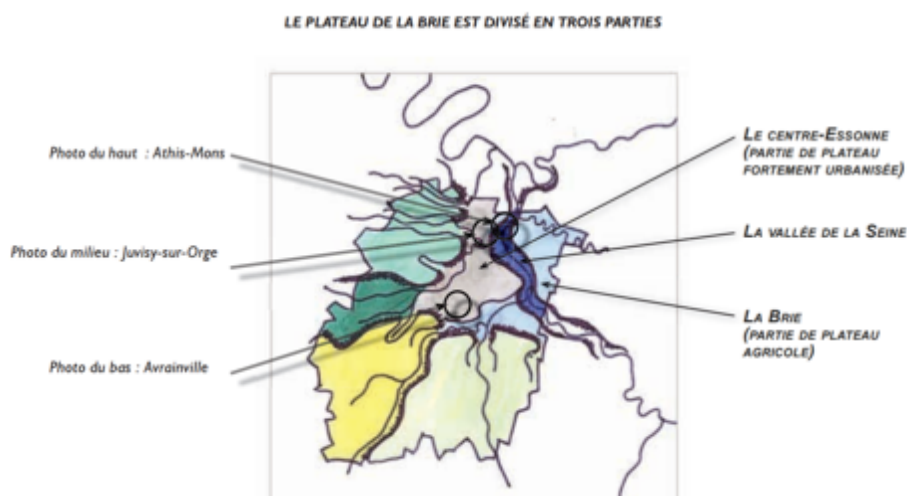 LE PLATEAU DE LA BRIE EST DIVISÉ EN TROIS PARTIES
Photo du haut : Athis-Mons
Photo du milieu : Juvisy-sur-Orge
Photo du bas : Avrainville
LE CENTRE-ESSONNE
(PARTIE DE PLATEAU
FORTEMENT URBANISÉE)
LA VALLÉE DE LA SEINE
LA BRIE
(PARTIE DE PLATEAU
AGRICOLE)